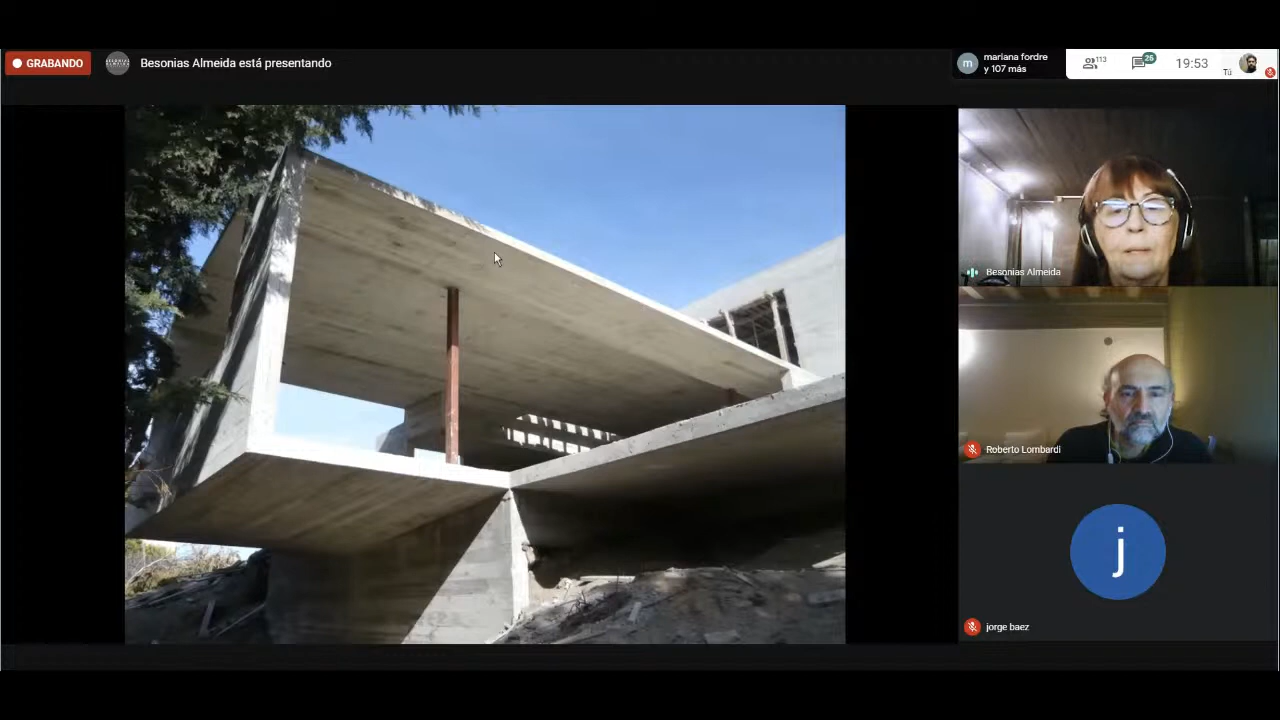 GRABANDO
Besonias Almeida está presentando
mariana fordre
y 107 más
m
113
26
19:53
Tú
Besonias Almeida
Roberto Lombardi
j
jorge baez